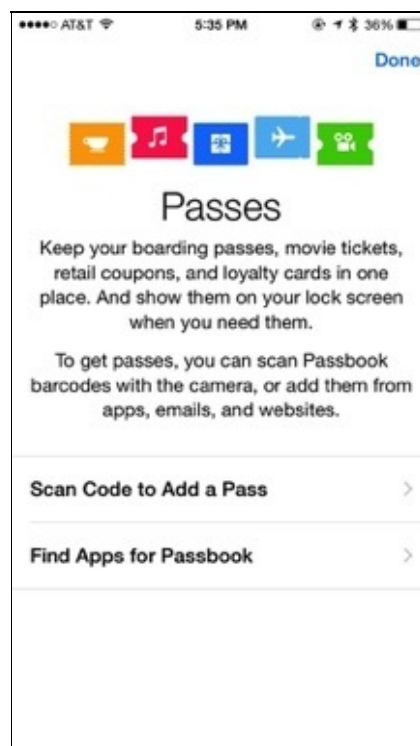 AT&T 5:35 PM 36%
Done
Passes
Keep your boarding passes, movie tickets,
retail coupons, and loyalty cards in one
place. And show them on your lock screen
when you need them.
To get passes, you can scan Passbook
barcodes with the camera, or add them from
apps, emails, and websites.
Scan Code to Add a Pass
Find Apps for Passbook